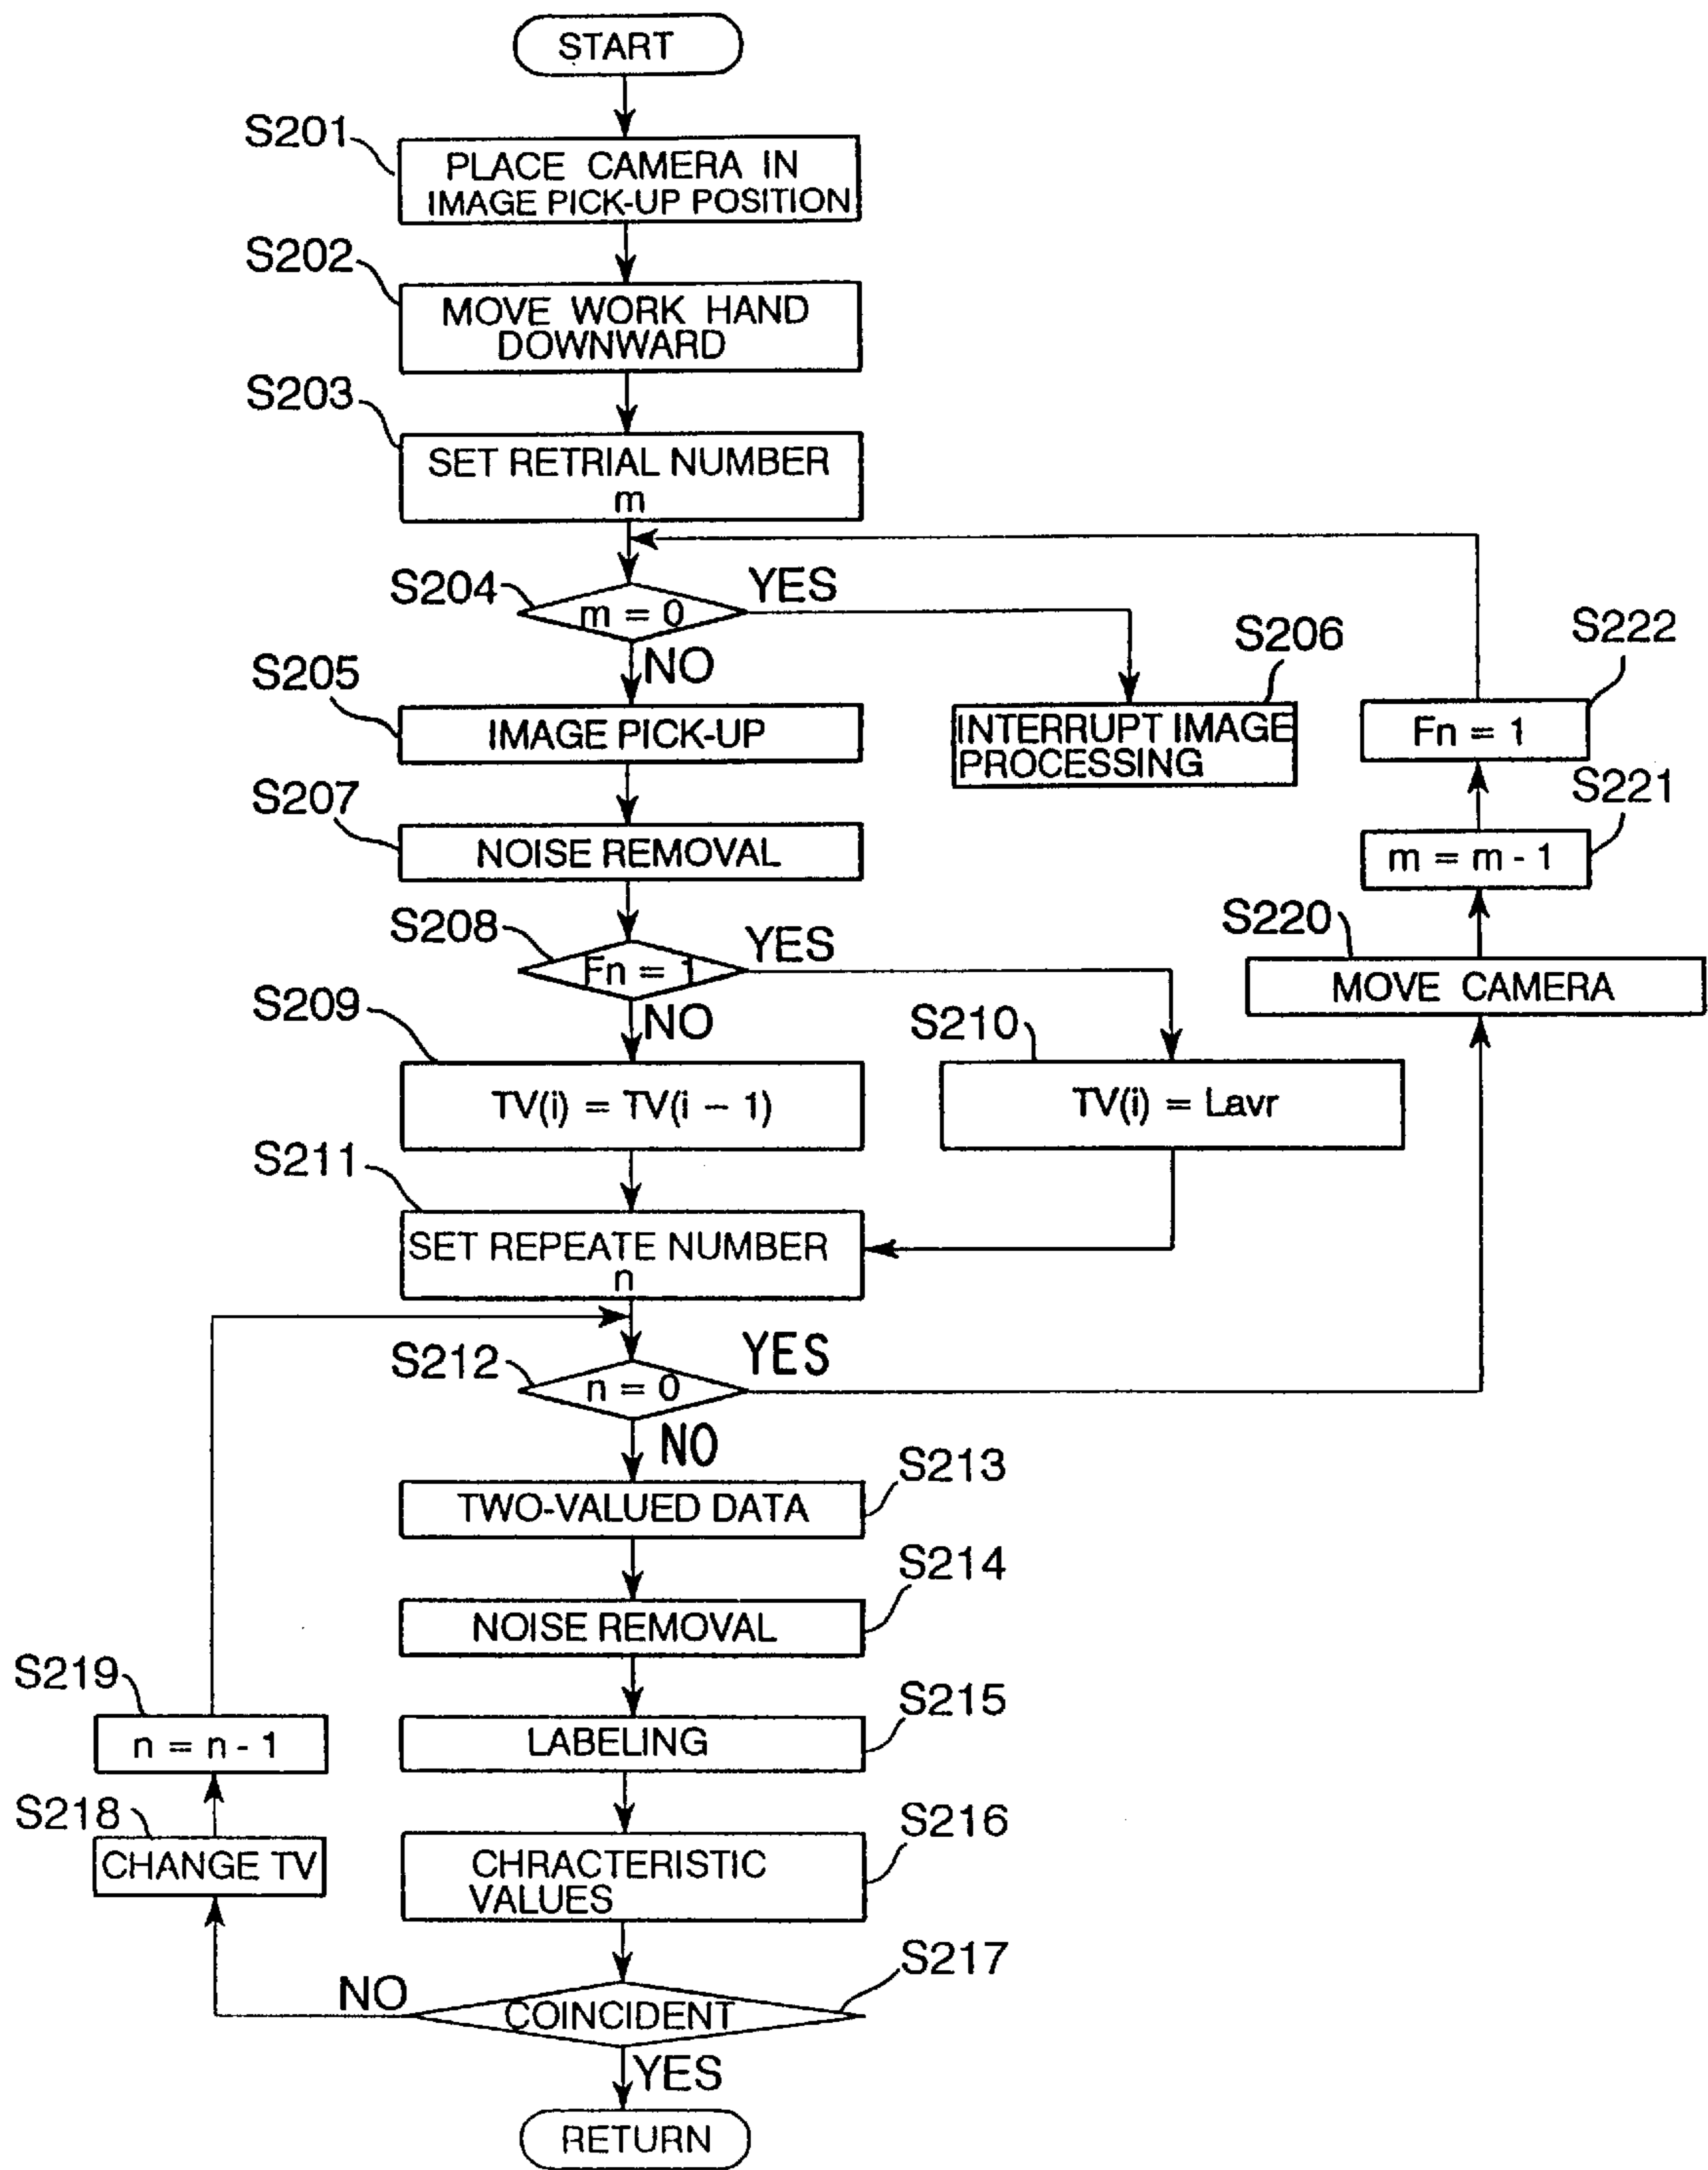 START
S201
PLACE CAMERA IN
IMAGE PICK-UP POSITION
S202
MOVE WORK HAND
DOWNWARD
S203
SET RETRIAL NUMBER
m
S204
m = 0
YES
NO
S205
IMAGE PICK-UP
S206
INTERRUPT IMAGE
PROCESSING
S222
Fn = 1
S221
m = m - 1
S220
MOVE CAMERA
S207
NOISE REMOVAL
S208
Fn = 1
YES
NO
S209
TV(i) = TV(i – 1)
S210
TV(i) = Lavr
S211
SET REPEATE NUMBER
n
S212
n = 0
YES
NO
S213
TWO-VALUED DATA
S214
NOISE REMOVAL
S215
LABELING
S216
CHRACTERISTIC
VALUES
S217
COINCIDENT
NO
YES
S219
n = n - 1
S218
CHANGE TV
RETURN